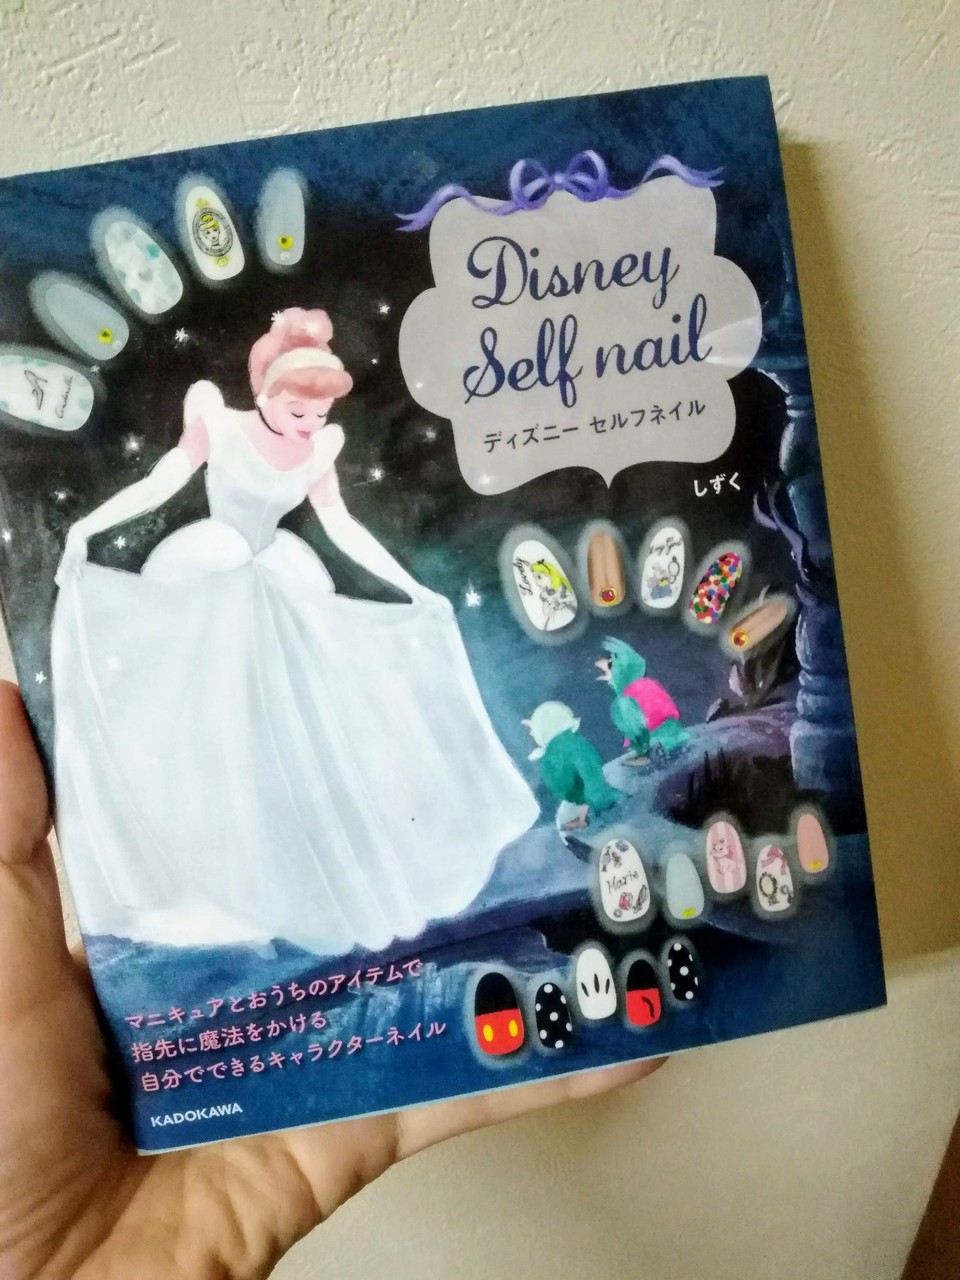 Disney
Self nail
ディズニー セルフネイル
しずく
Cinderella
Lovely
Marie
マニキュアとおうちのアイテムで
指先に魔法をかける
自分でできるキャラクターネイル
KADOKAWA